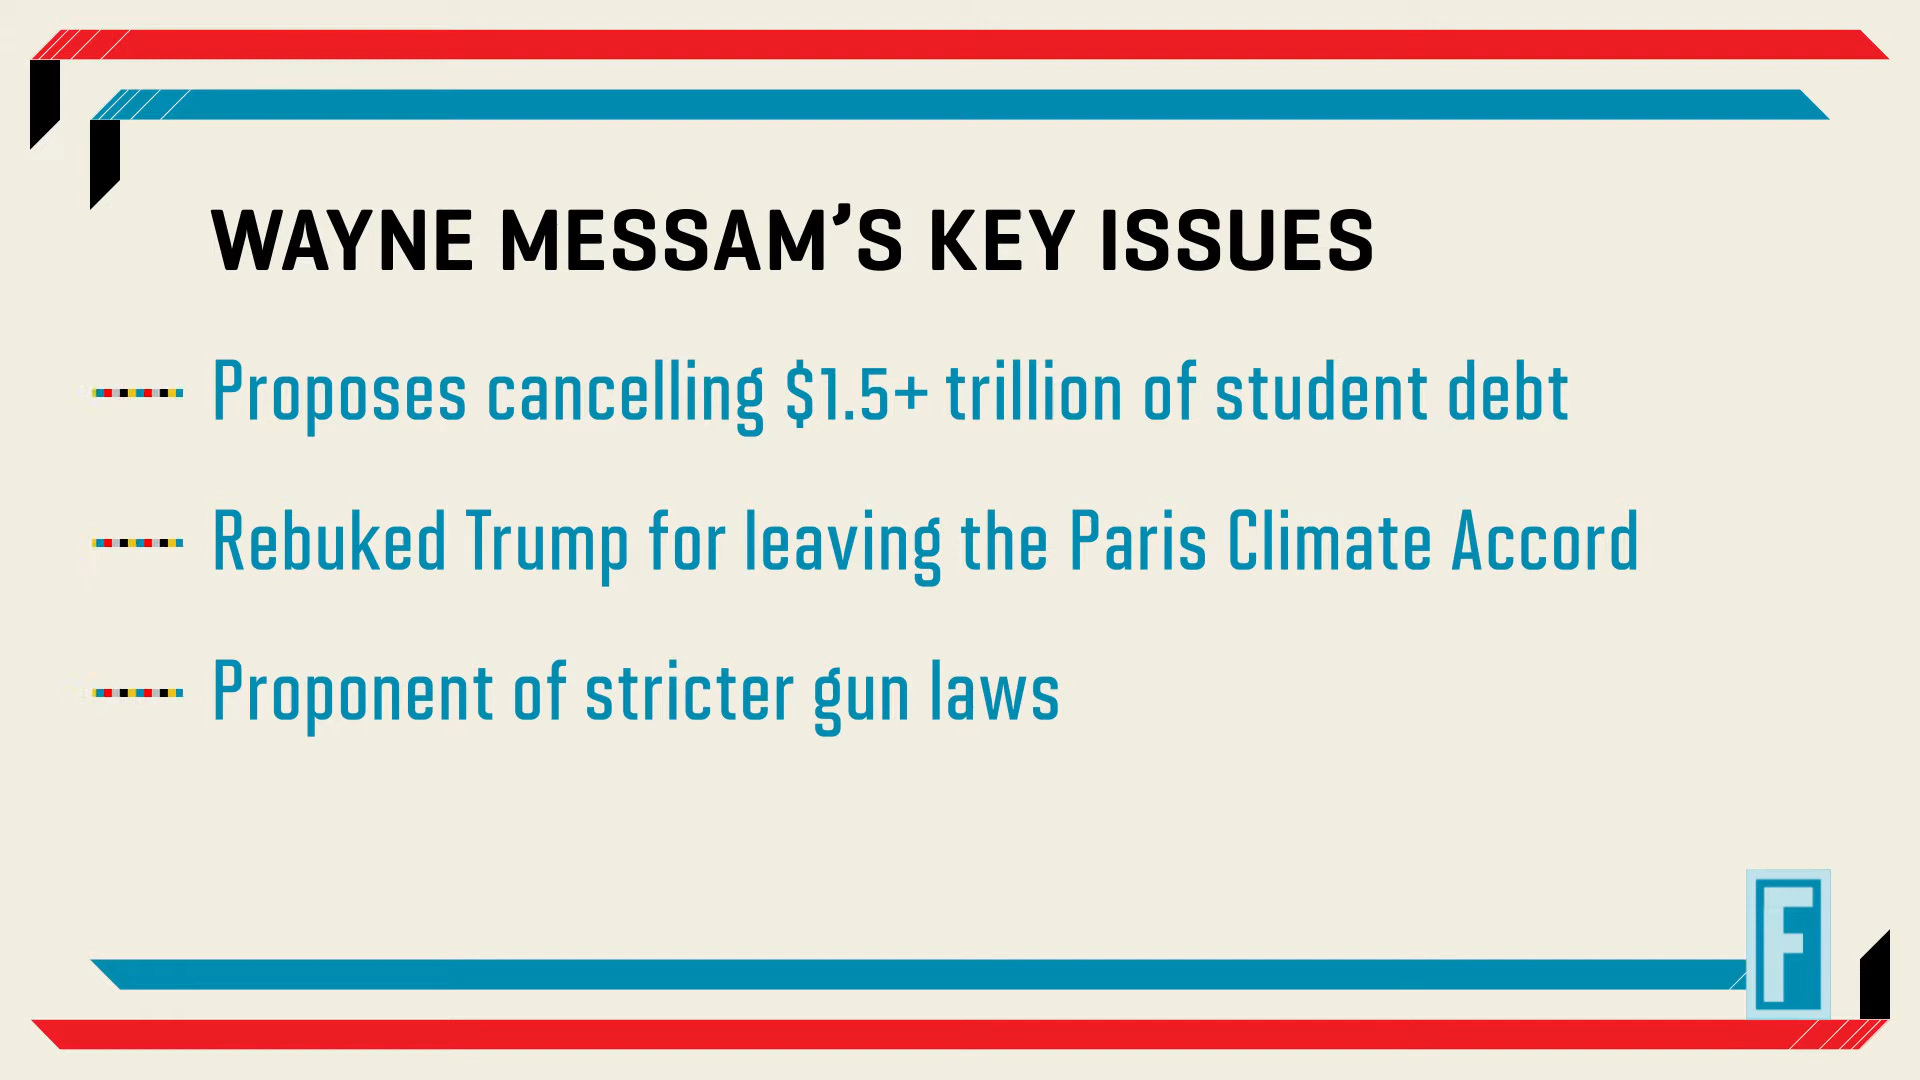 WAYNE MESSAM’S KEY ISSUES
Proposes cancelling $1.5+ trillion of student debt
Rebuked Trump for leaving the Paris Climate Accord
Proponent of stricter gun laws
F